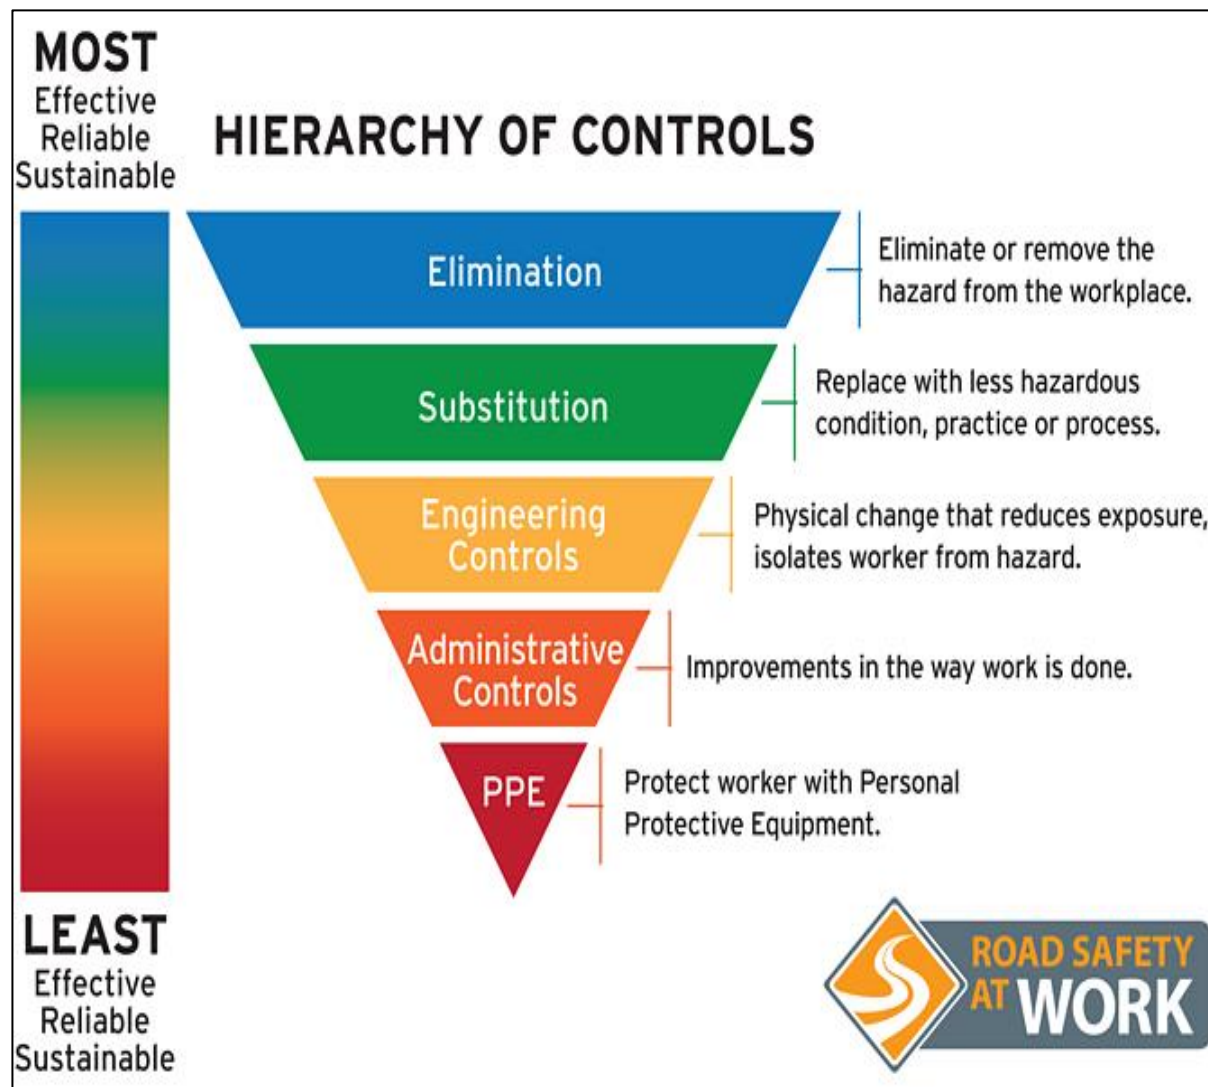 MOST
Effective
Reliable
Sustainable
HIERARCHY OF CONTROLS
Elimination
Eliminate or remove the
hazard from the workplace.
Substitution
Replace with less hazardous
condition, practice or process.
Engineering
Controls
Physical change that reduces exposure,
isolates worker from hazard.
Administrative
Controls
Improvements in the way work is done.
PPE
Protect worker with Personal
Protective Equipment.
LEAST
Effective
Reliable
Sustainable
ROAD SAFETY
AT WORK